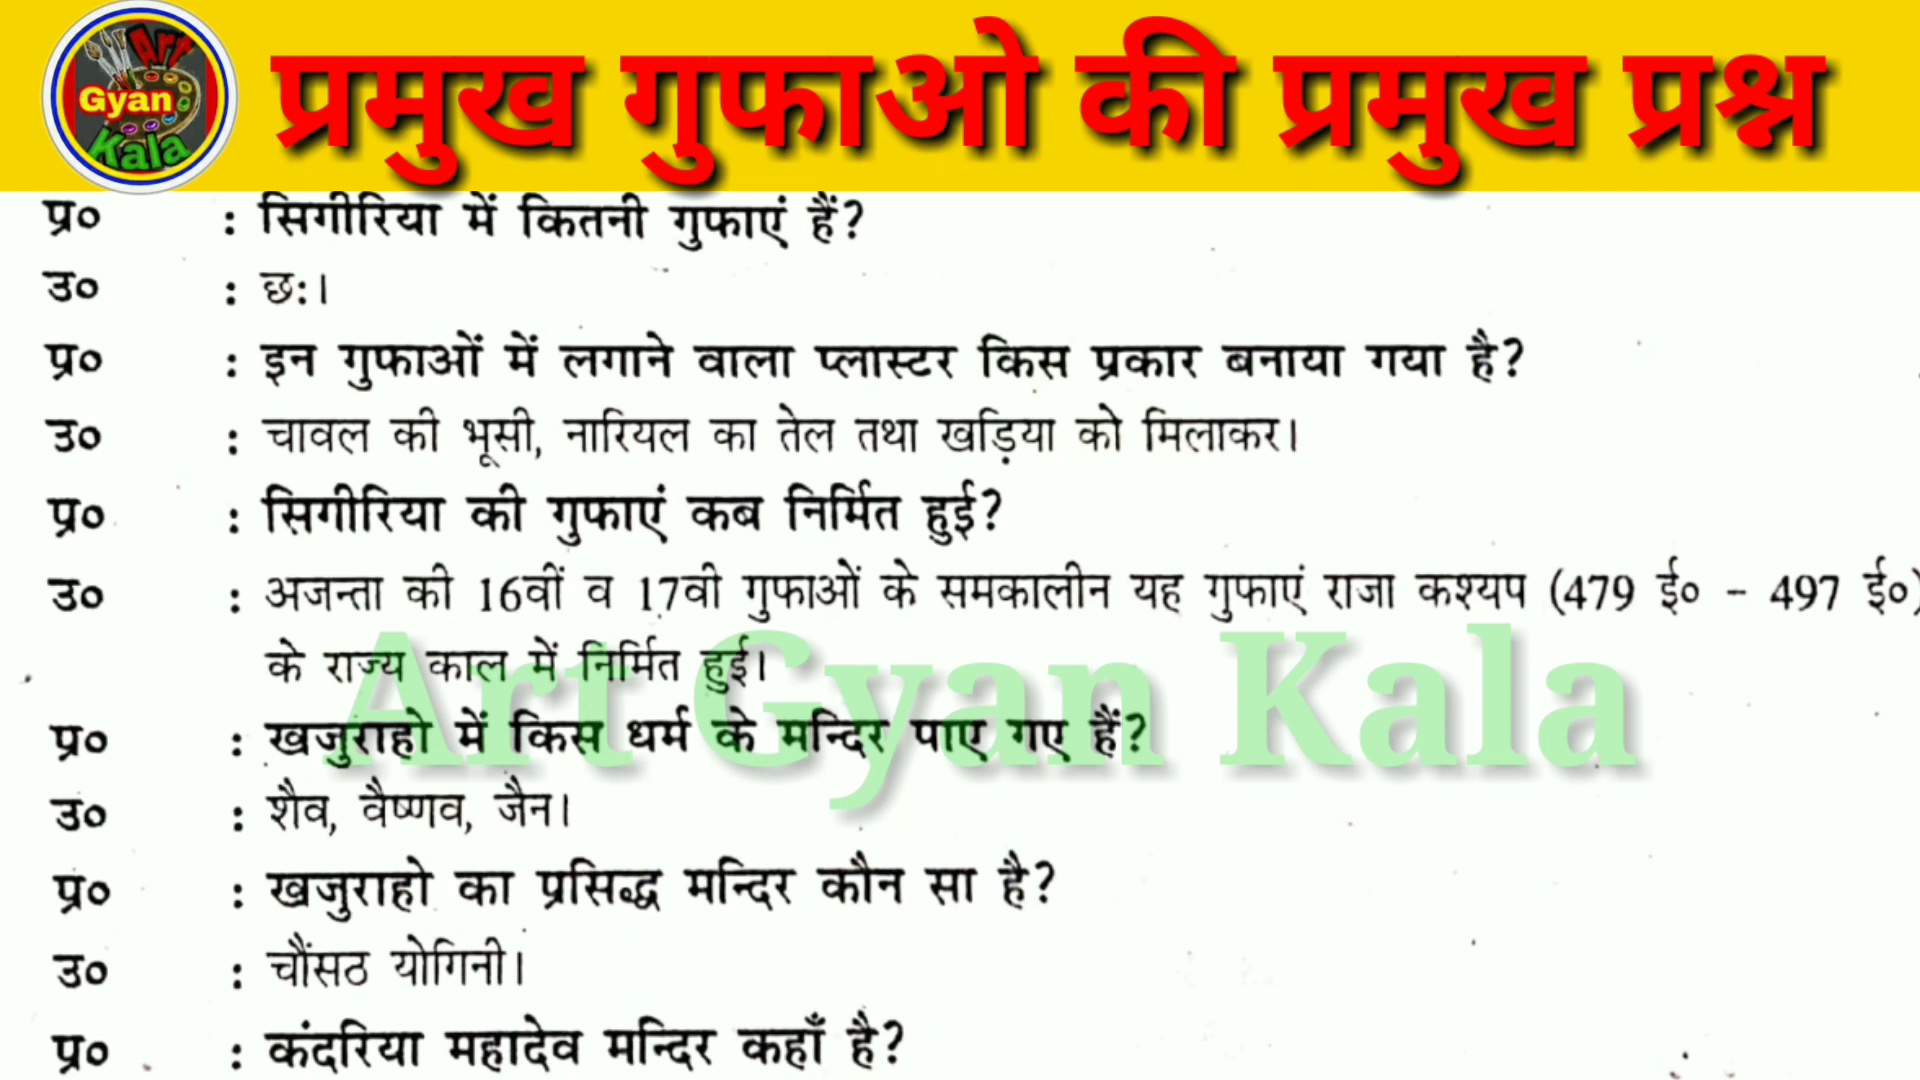 Art
Gyan
Kala
प्रमुख गुफाओ की प्रमुख प्रश्न
प्र० : सिगीरिया में कितनी गुफाएं हैं?
उ० : छः।
प्र० : इन गुफाओं में लगाने वाला प्लास्टर किस प्रकार बनाया गया है?
उ० : चावल की भूसी, नारियल का तेल तथा खड़िया को मिलाकर।
प्र० : सिगीरिया की गुफाएं कब निर्मित हुई?
उ० : अजन्ता की 16वीं व 17वी गुफाओं के समकालीन यह गुफाएं राजा कश्यप (479 ई० - 497 ई०)
के राज्य काल में निर्मित हुई।
Art Gyan Kala
प्र० : खजुराहो में किस धर्म के मन्दिर पाए गए हैं?
उ० : शैव, वैष्णव, जैन।
प्र० : खजुराहो का प्रसिद्ध मन्दिर कौन सा है?
उ० : चौंसठ योगिनी।
प्र० : कंदरिया महादेव मन्दिर कहाँ है?